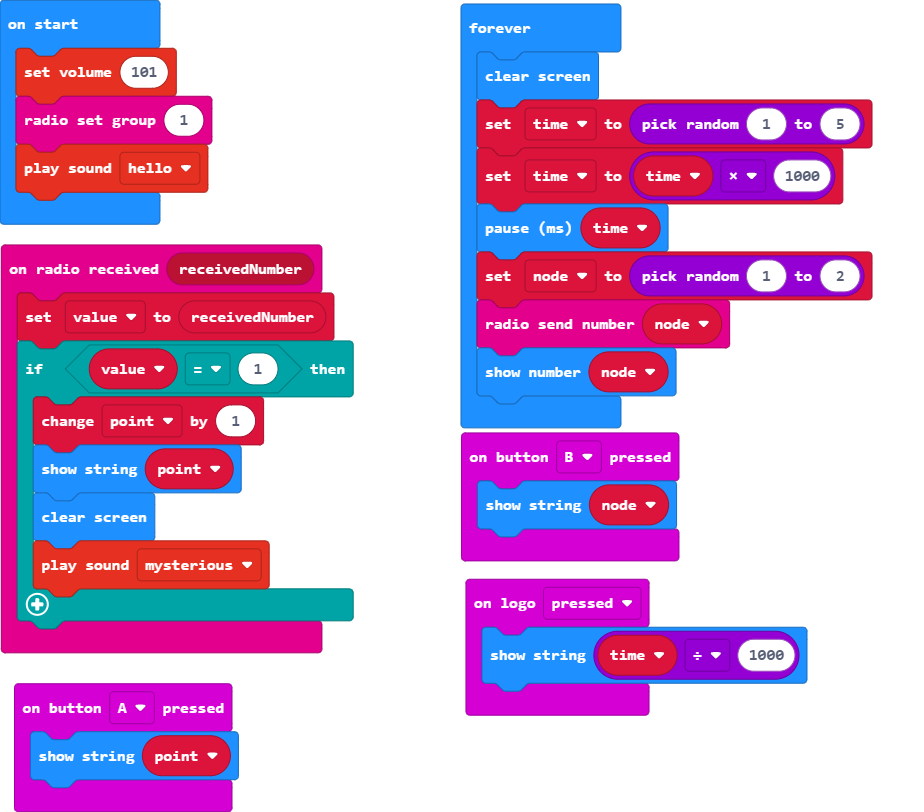 on start
set volume 101
radio set group 1
play sound hello
on radio received receivedNumber
set value to receivedNumber
if value = 1 then
change point by 1
show string point
clear screen
play sound mysterious
on button A pressed
show string point
forever
clear screen
set time to pick random 1 to 5
set time to time × 1000
pause (ms) time
set node to pick random 1 to 2
radio send number node
show number node
on button B pressed
show string node
on logo pressed
show string time ÷ 1000